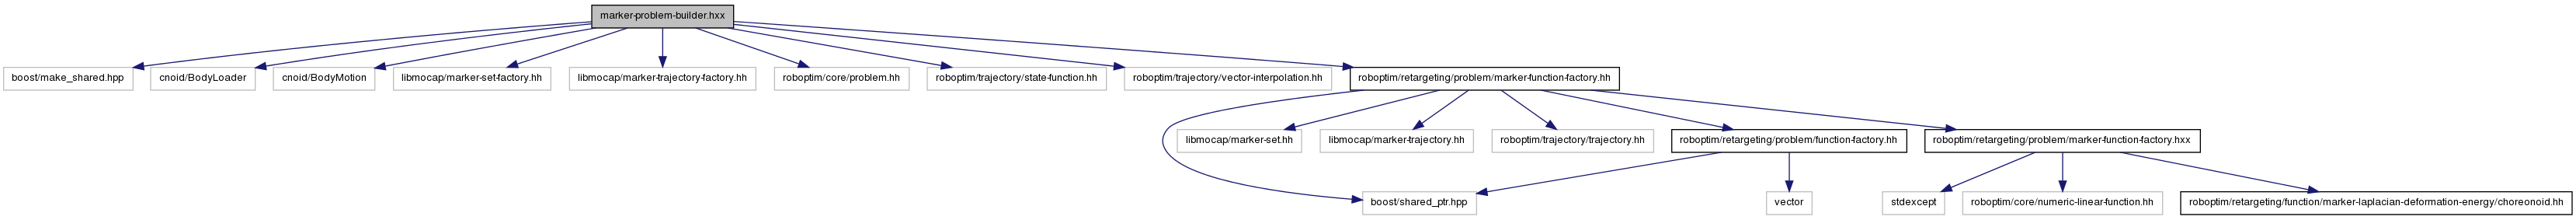 marker-problem-builder.hxx
boost/make_shared.hpp
cnoid/BodyLoader
cnoid/BodyMotion
libmocap/marker-set-factory.hh
libmocap/marker-trajectory-factory.hh
roboptim/core/problem.hh
roboptim/trajectory/state-function.hh
roboptim/trajectory/vector-interpolation.hh
roboptim/retargeting/problem/marker-function-factory.hh
libmocap/marker-set.hh
libmocap/marker-trajectory.hh
roboptim/trajectory/trajectory.hh
roboptim/retargeting/problem/function-factory.hh
roboptim/retargeting/problem/marker-function-factory.hxx
boost/shared_ptr.hpp
vector
stdexcept
roboptim/core/numeric-linear-function.hh
roboptim/retargeting/function/marker-laplacian-deformation-energy/choreonoid.hh